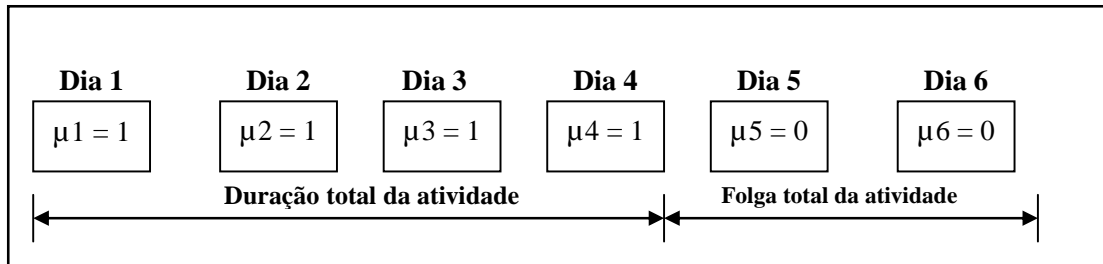 Dia 1 Dia 2 Dia 3 Dia 4 Dia 5 Dia 6
µ1 = 1 µ2 = 1 µ3 = 1 µ4 = 1 µ5 = 0 µ6 = 0
Duração total da atividade Folga total da atividade